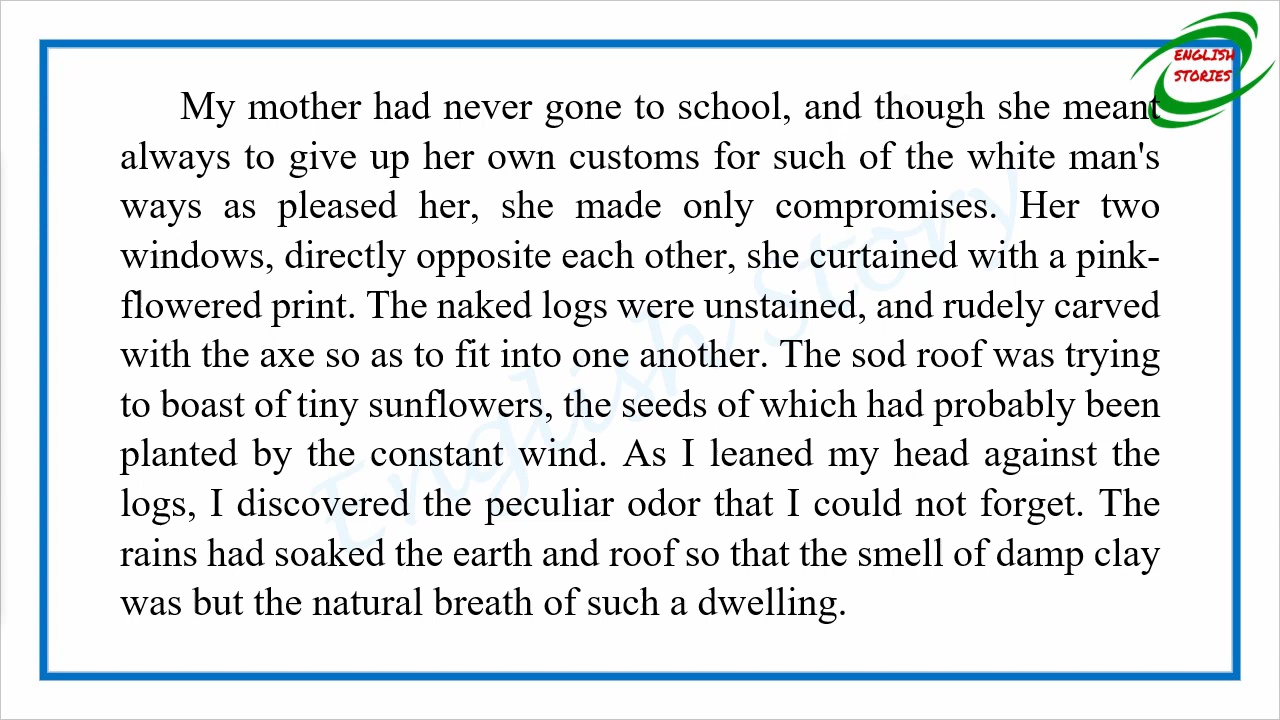 ENGLISH
STORIES
My mother had never gone to school, and though she meant
always to give up her own customs for such of the white man's
ways as pleased her, she made only compromises. Her two
windows, directly opposite each other, she curtained with a pink-
flowered print. The naked logs were unstained, and rudely carved
with the axe so as to fit into one another. The sod roof was trying
to boast of tiny sunflowers, the seeds of which had probably been
planted by the constant wind. As I leaned my head against the
logs, I discovered the peculiar odor that I could not forget. The
rains had soaked the earth and roof so that the smell of damp clay
was but the natural breath of such a dwelling.
English Story